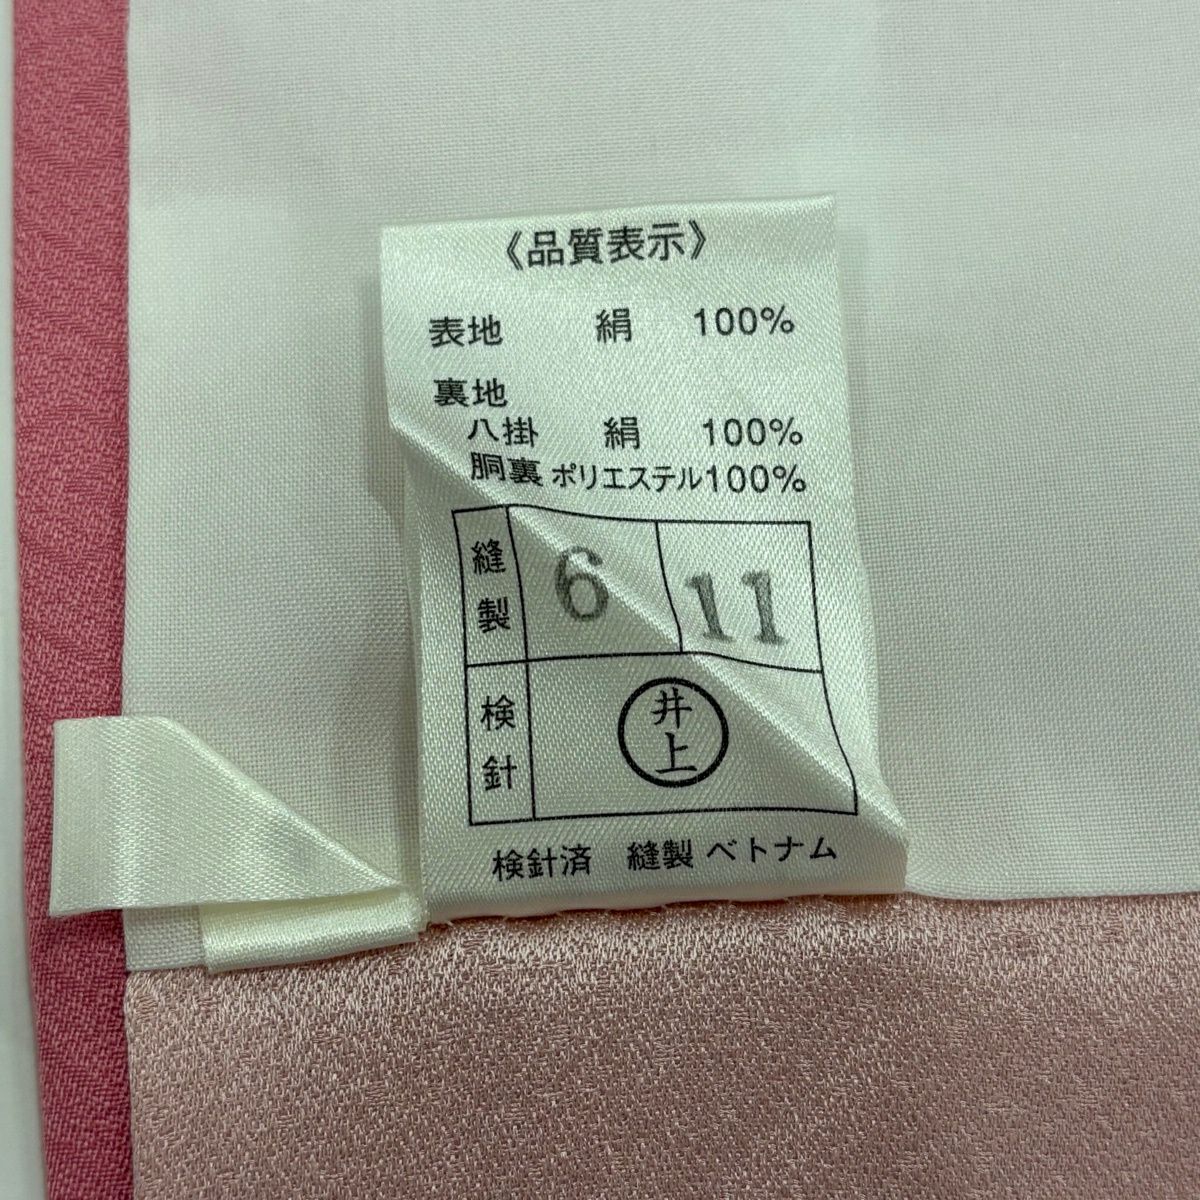 《品質表示》
表地 絹 100%
裏地
八掛 絹 100%
胴裏 ポリエステル100%
縫製 6 11
検針 井上
検針済 縫製 ベトナム